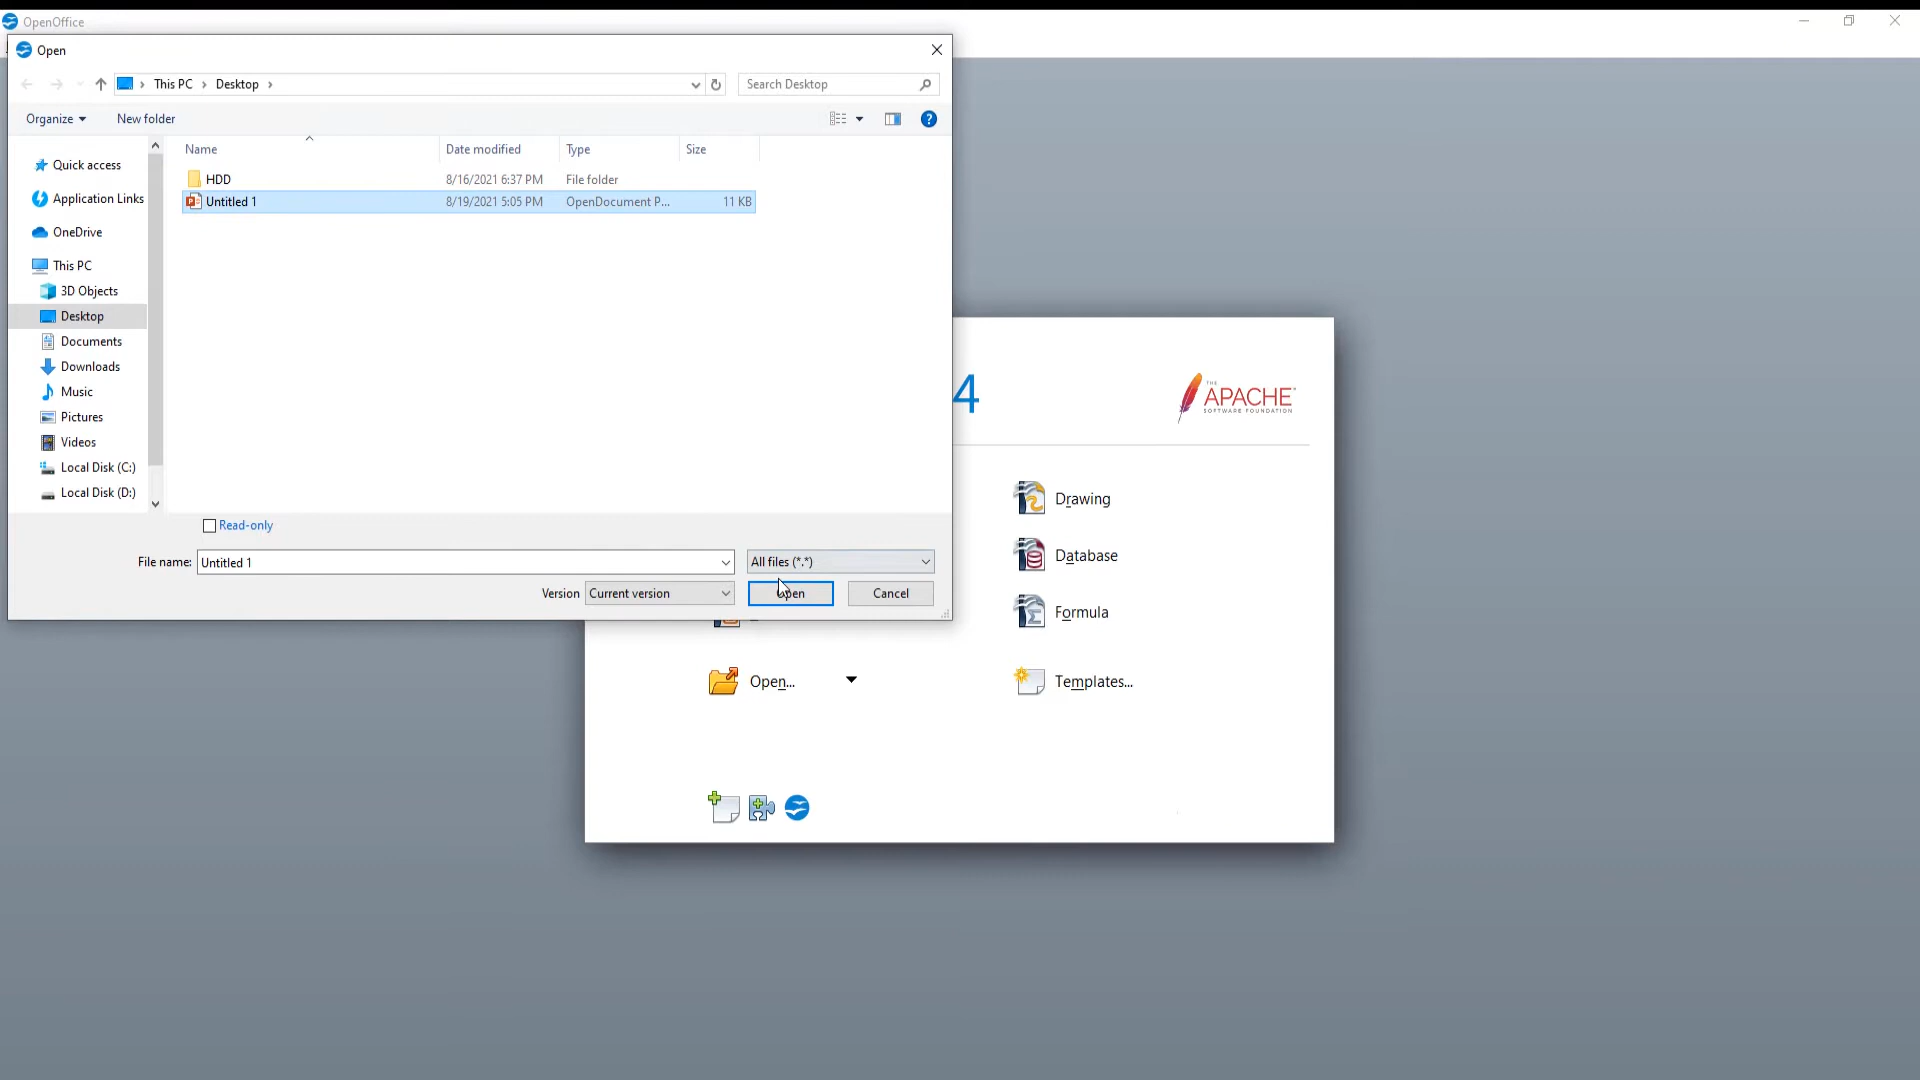 OpenOffice
Open
This PC
Desktop
Search Desktop
Organize
New folder
Name
Date modified
Type
Size
Quick access
Application Links
OneDrive
This PC
3D Objects
Desktop
Documents
Downloads
Music
Pictures
Videos
Local Disk (C:)
Local Disk (D:)
HDD 8/16/2021 6:37 PM File folder
Untitled 1 8/19/2021 5:05 PM OpenDocument P... 11 KB
Read-only
File name: Untitled 1 All files (*.*)
Version Current version Open Cancel
4
THE
APACHE
SOFTWARE FOUNDATION
Drawing
Database
Formula
Open...
Templates...